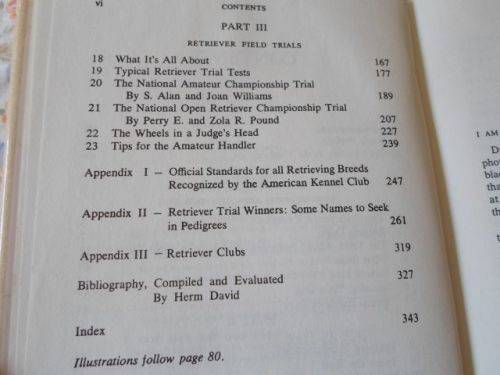 vi
CONTENTS
PART III
RETRIEVER FIELD TRIALS
18 What It's All About 167
19 Typical Retriever Trial Tests 177
20 The National Amateur Championship Trial
By S. Alan and Joan Williams 189
21 The National Open Retriever Championship Trial
By Perry E. and Zola R. Pound 207
22 The Wheels in a Judge's Head 227
23 Tips for the Amateur Handler 239
Appendix I — Official Standards for all Retrieving Breeds
Recognized by the American Kennel Club 247
Appendix II — Retriever Trial Winners: Some Names to Seek
in Pedigrees 261
Appendix III — Retriever Clubs 319
Bibliography, Compiled and Evaluated 327
By Herm David
Index 343
Illustrations follow page 80.
I AM